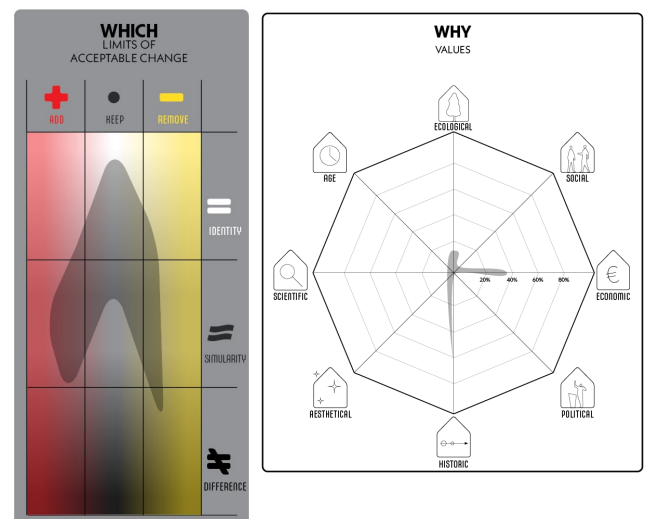 WHICH
LIMITS OF
ACCEPTABLE CHANGE
ADD KEEP REMOVE
IDENTITY
SIMULARITY
DIFFERENCE
WHY
VALUES
ECOLOGICAL
AGE
SOCIAL
SCIENTIFIC
20% 40% 60% 80%
€
ECONOMIC
AESTHETICAL
POLITICAL
HISTORIC